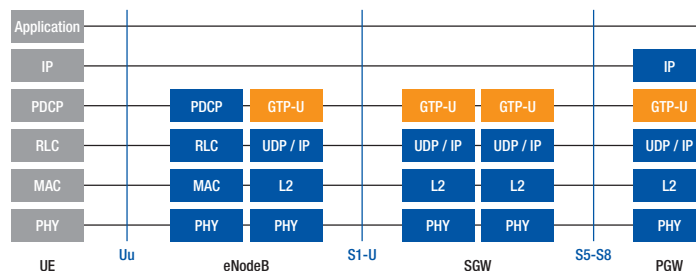 Application
IP IP
PDCP PDCP GTP-U GTP-U GTP-U GTP-U
RLC RLC UDP / IP UDP / IP UDP / IP UDP / IP
MAC MAC L2 L2 L2 L2
PHY PHY PHY PHY PHY PHY
UE Uu eNodeB S1-U SGW S5-S8 PGW